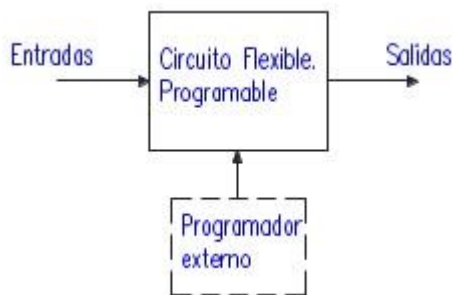 Entradas
Circuito Flexible.
Programable
Salidas
Programador
externo